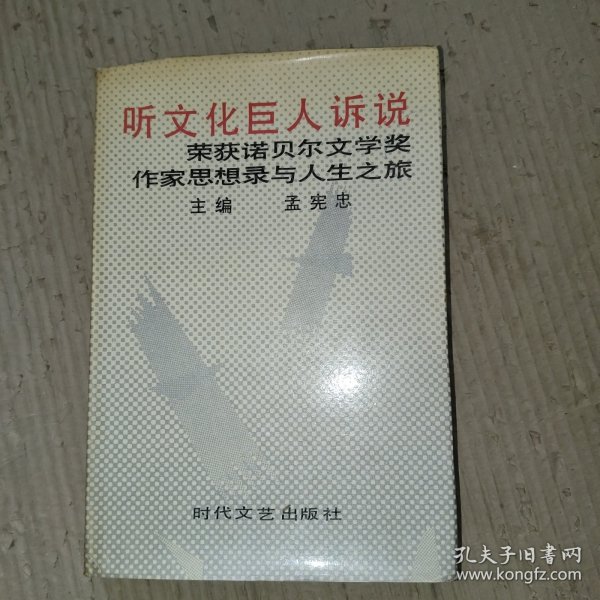 听文化巨人诉说
荣获诺贝尔文学奖
作家思想录与人生之旅
主编 孟宪忠
时代文艺出版社
孔夫子旧书网
www.kongfz.com